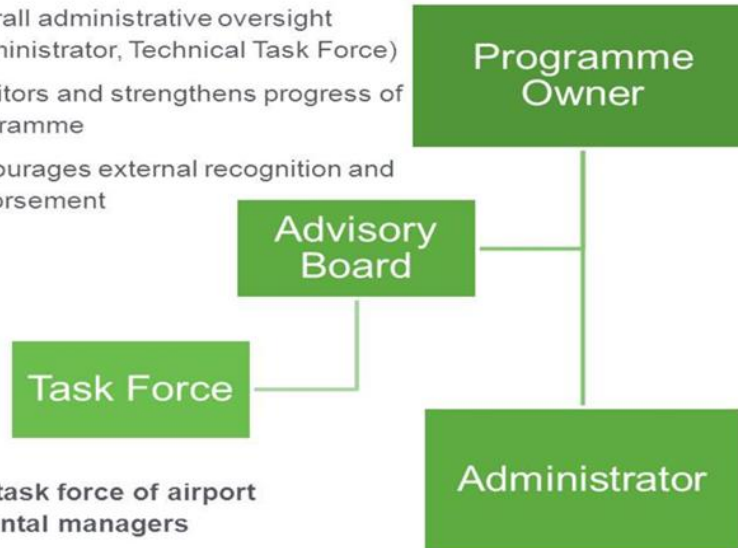 rall administrative oversight
ministrator, Technical Task Force)
itors and strengthens progress of
gramme
ourages external recognition and
orsement
Programme
Owner
Advisory
Board
Task Force
Administrator
task force of airport
ntal managers